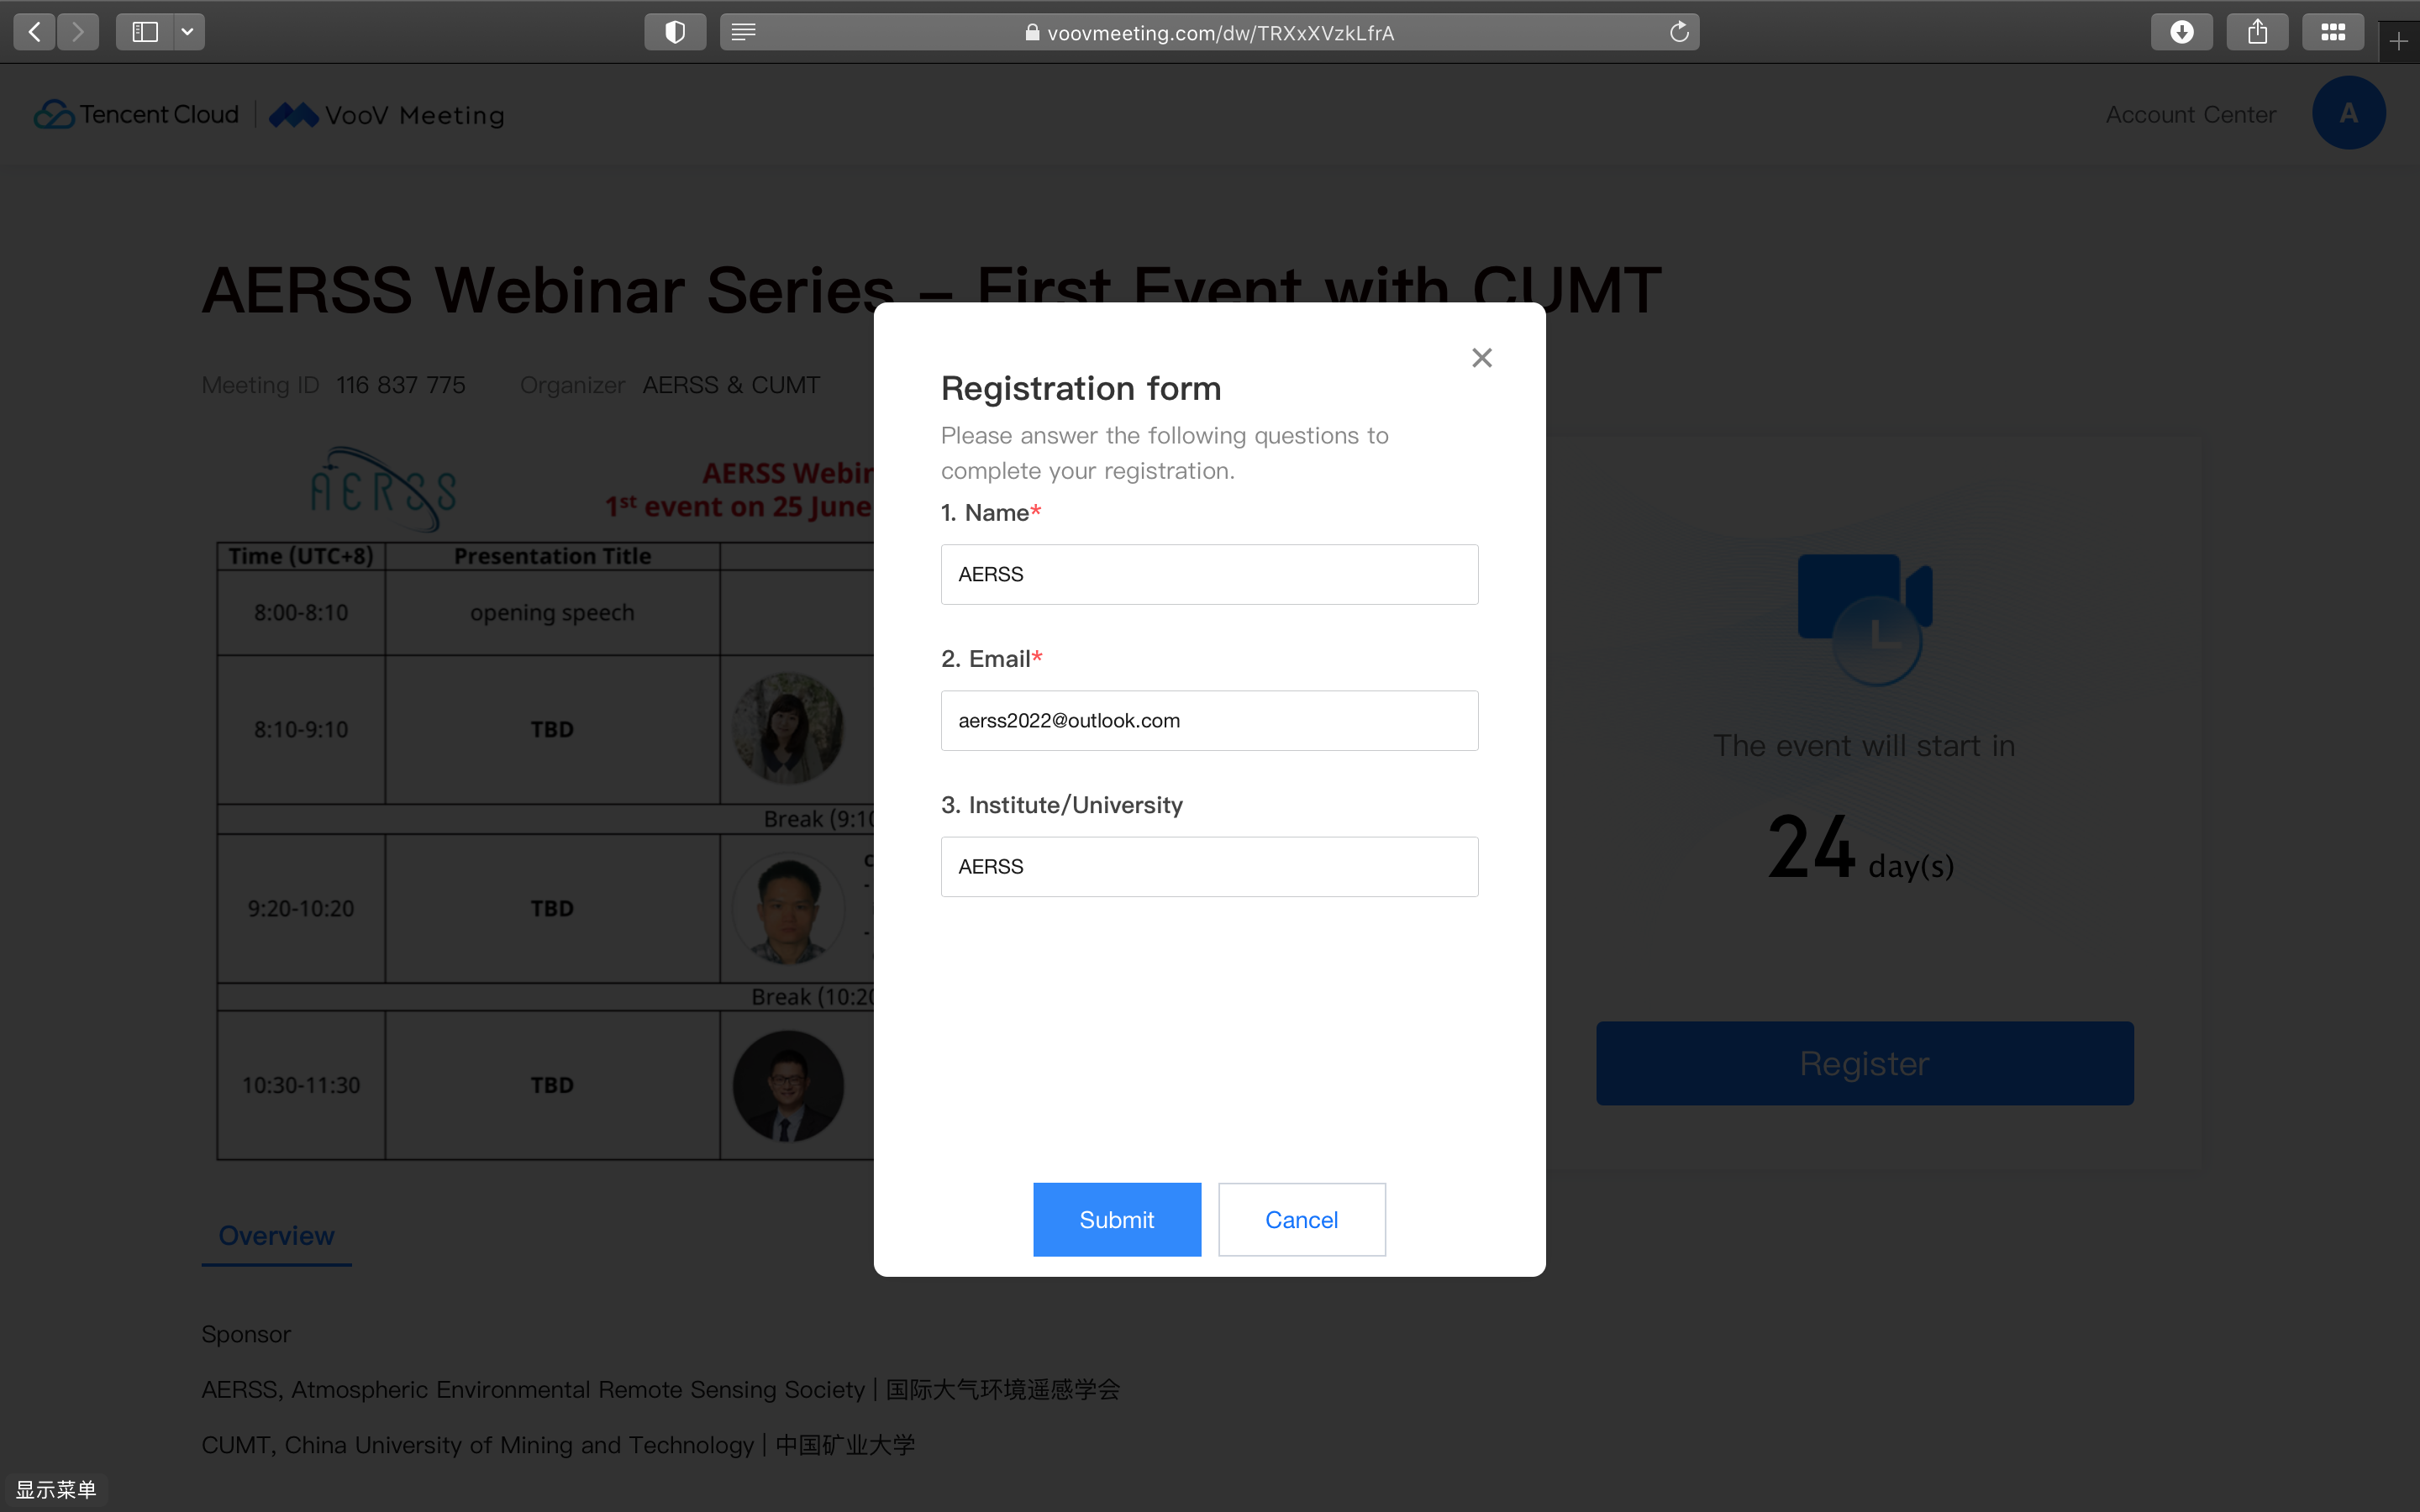 voovmeeting.com/dw/TRXxXVzkLfrA
Tencent Cloud | VooV Meeting
Account Center
A
AERSS Webinar Series – First Event with CUMT
Meeting ID 116 837 775 Organizer AERSS & CUMT
AERSS
AERSS
1st event on 25 June
Time (UTC+8) Presentation Title
8:00-8:10 opening speech
8:10-9:10 TBD
Break
9:20-10:20 TBD
Break
10:30-11:30 TBD
Registration form
Please answer the following questions to
complete your registration.
1. Name*
AERSS
2. Email*
aerss2022@outlook.com
3. Institute/University
AERSS
Submit
Cancel
The event will start in
24 day(s)
Register
Overview
Sponsor
AERSS, Atmospheric Environmental Remote Sensing Society | 国际大气环境遥感学会
CUMT, China University of Mining and Technology | 中国矿业大学
显示菜单